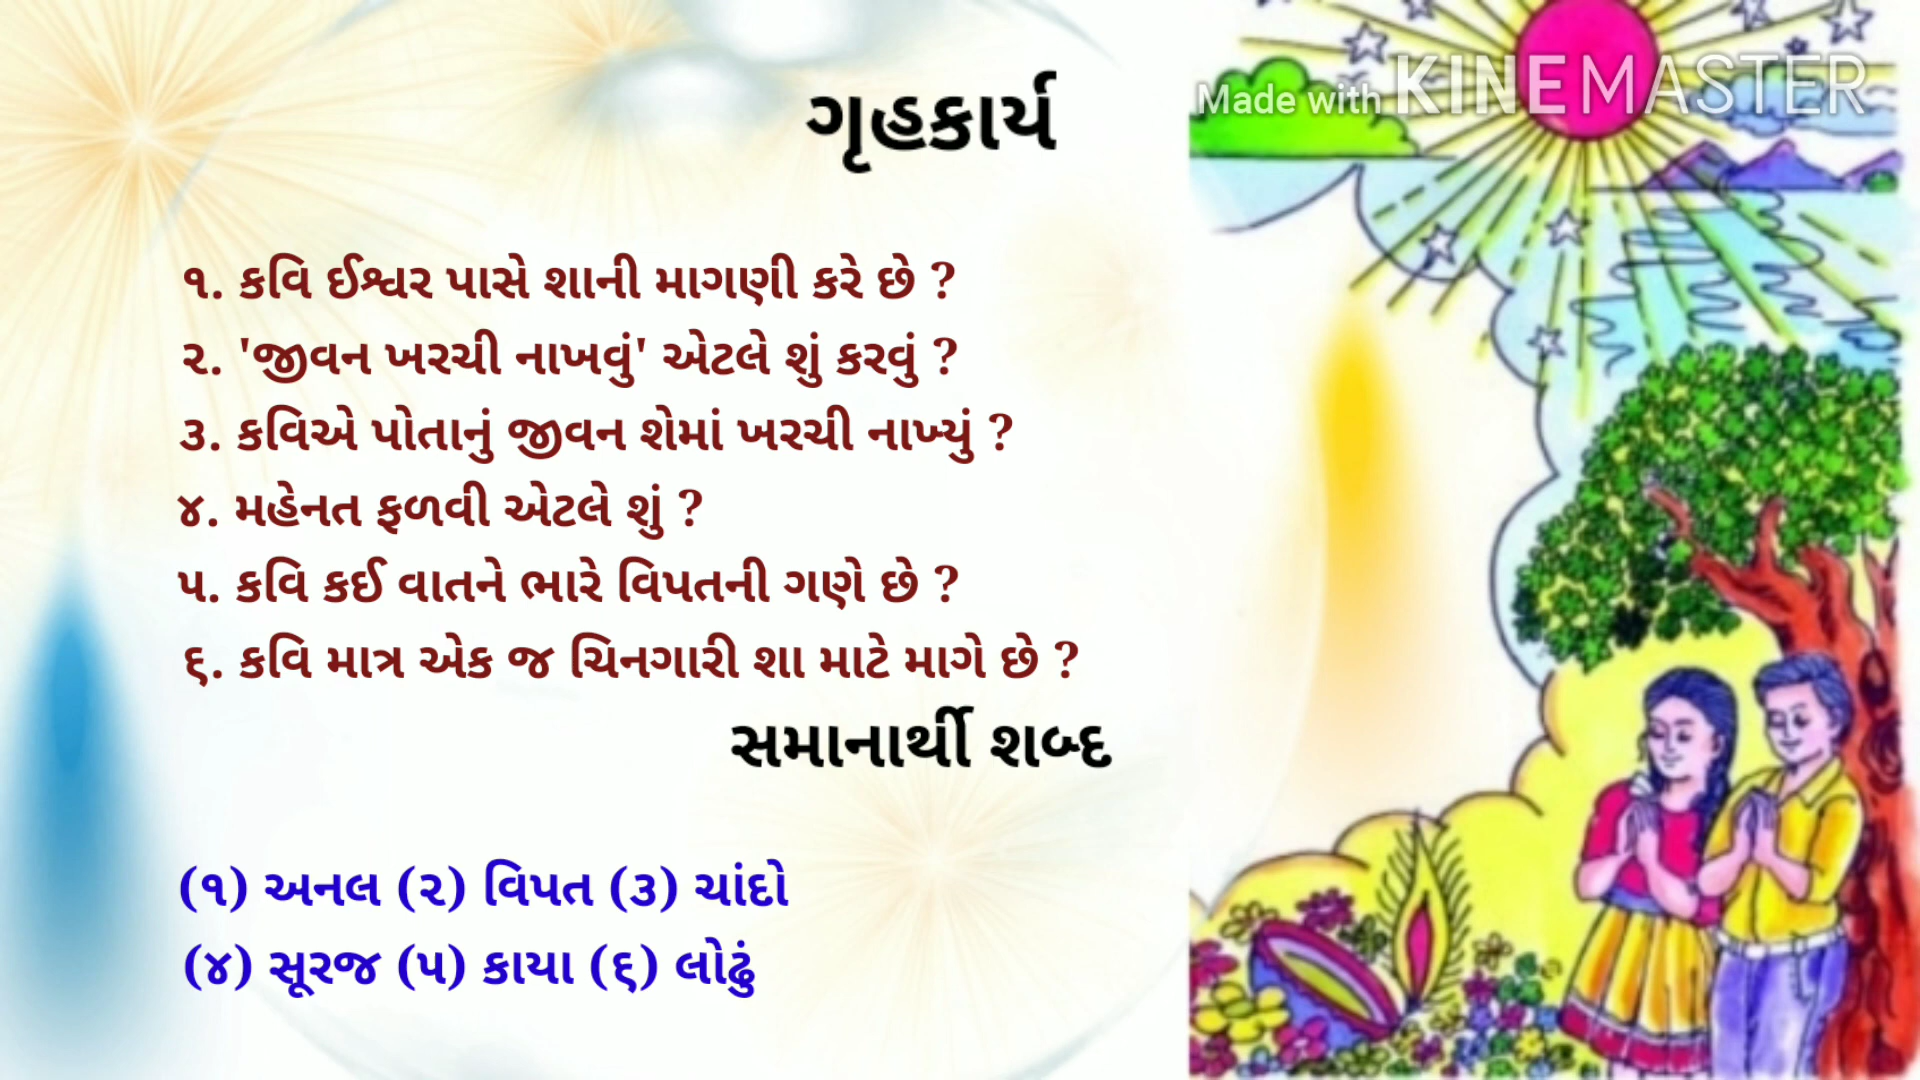 Made with KINEMASTER
ગૃહકાર્ય
૧. કવિ ઈશ્વર પાસે શાની માગણી કરે છે ?
૨. 'જીવન ખરચી નાખવું' એટલે શું કરવું ?
૩. કવિએ પોતાનું જીવન શેમાં ખરચી નાખ્યું ?
૪. મહેનત ફળવી એટલે શું ?
૫. કવિ કઈ વાતને ભારે વિપતની ગણે છે ?
૬. કવિ માત્ર એક જ ચિનગારી શા માટે માગે છે ?
સમાનાર્થી શબ્દ
(૧) અનલ (૨) વિપત (૩) ચાંદો
(૪) સૂરજ (૫) કાયા (૬) લોઢું